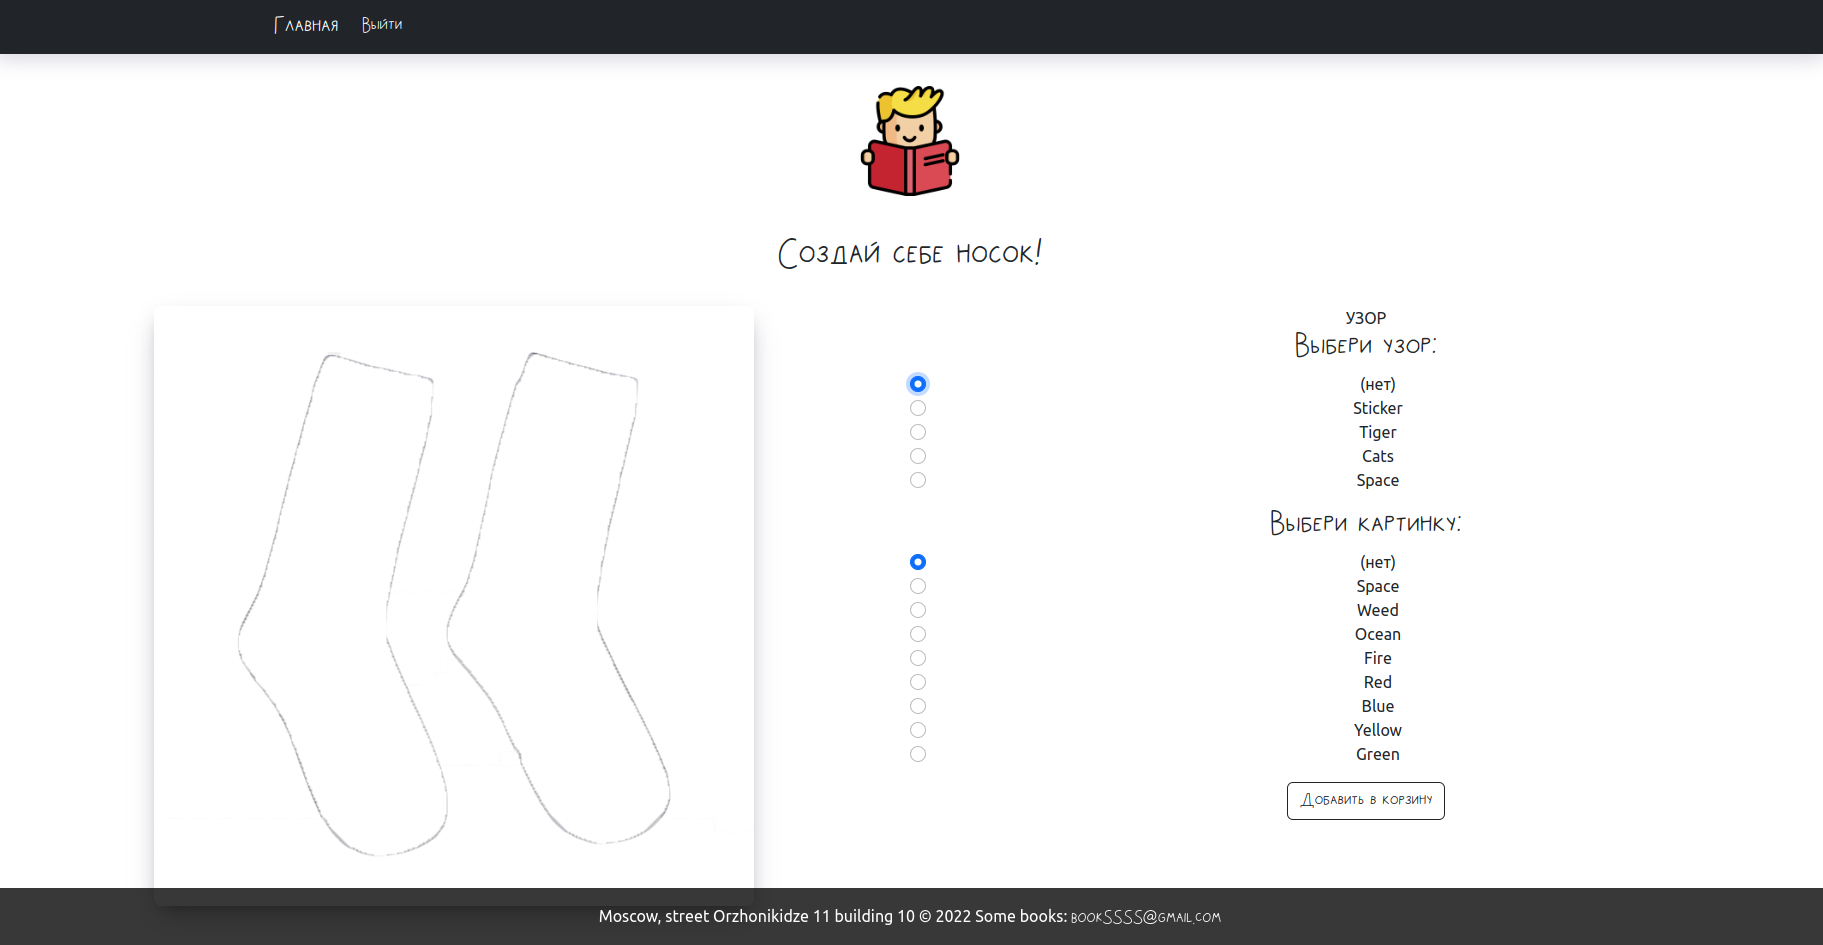 Главная Выйти
Создай себе носок!
УЗОР
Выбери узор:
(нет)
Sticker
Tiger
Cats
Space
Выбери картинку:
(нет)
Space
Weed
Ocean
Fire
Red
Blue
Yellow
Green
Добавить в корзину
Moscow, street Orzhonikidze 11 building 10 © 2022 Some books: bookSSSS@gmail.com